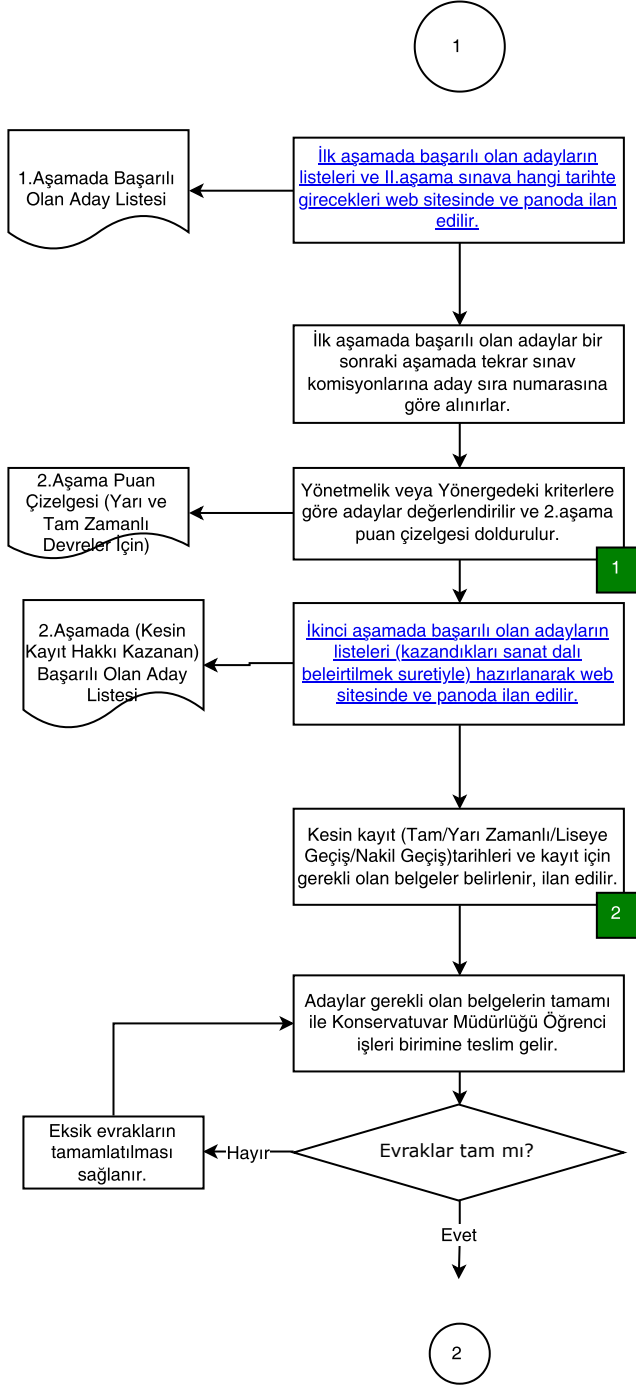 1
1.Aşamada Başarılı
Olan Aday Listesi
İlk aşamada başarılı olan adayların
listeleri ve II.aşama sınava hangi tarihte
girecekleri web sitesinde ve panoda ilan
edilir.
İlk aşamada başarılı olan adaylar bir
sonraki aşamada tekrar sınav
komisyonlarına aday sıra numarasına
göre alınırlar.
2.Aşama Puan
Çizelgesi (Yarı ve
Tam Zamanlı
Devreler İçin)
Yönetmelik veya Yönergedeki kriterlere
göre adaylar değerlendirilir ve 2.aşama
puan çizelgesi doldurulur.
1
2.Aşamada (Kesin
Kayıt Hakkı Kazanan)
Başarılı Olan Aday
Listesi
İkinci aşamada başarılı olan adayların
listeleri (kazandıkları sanat dalı
beleirtilmek suretiyle) hazırlanarak web
sitesinde ve panoda ilan edilir.
Kesin kayıt (Tam/Yarı Zamanlı/Liseye
Geçiş/Nakil Geçiş)tarihleri ve kayıt için
gerekli olan belgeler belirlenir, ilan edilir.
2
Adaylar gerekli olan belgelerin tamamı
ile Konservatuvar Müdürlüğü Öğrenci
işleri birimine teslim gelir.
Evraklar tam mı?
Hayır
Eksik evrakların
tamamlatılması
sağlanır.
Evet
2